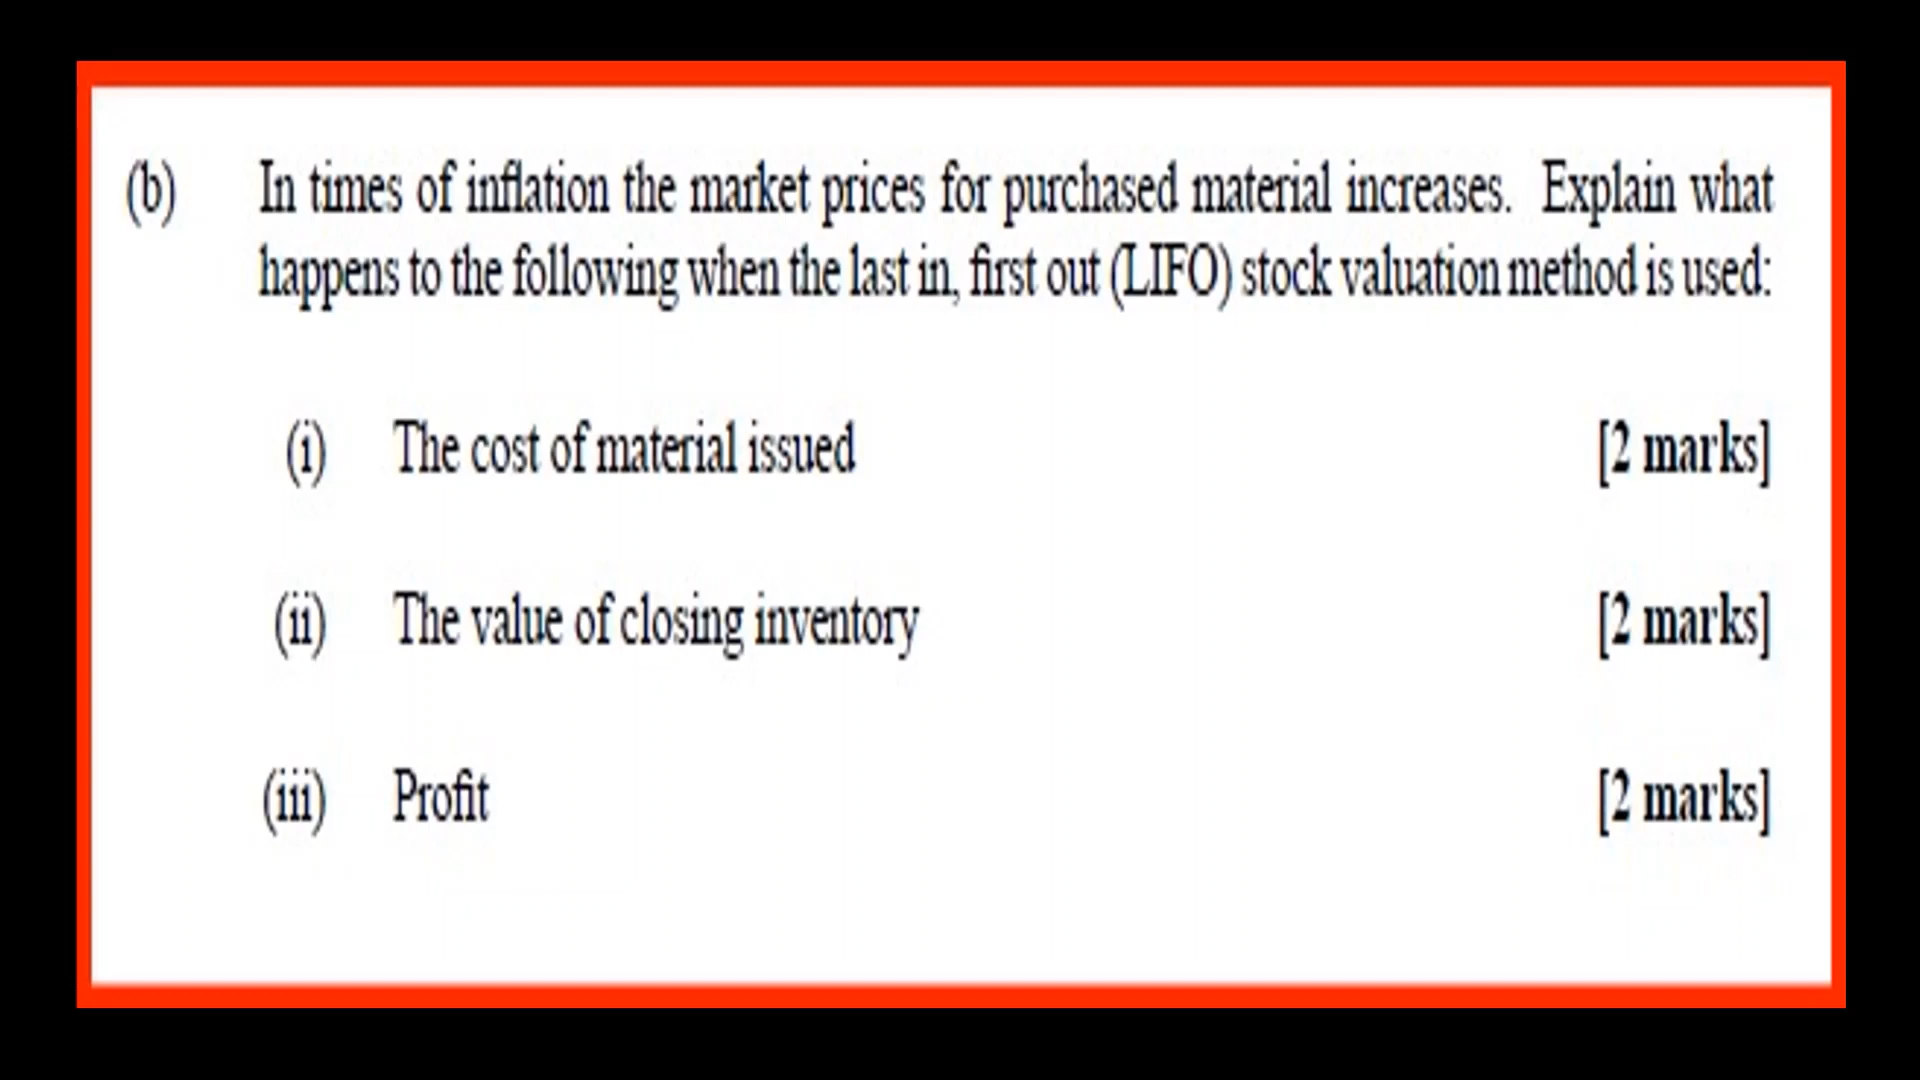 (b) In times of inflation the market prices for purchased material increases. Explain what
happens to the following when the last in, first out (LIFO) stock valuation method is used:
(i) The cost of material issued [2 marks]
(ii) The value of closing inventory [2 marks]
(iii) Profit [2 marks]